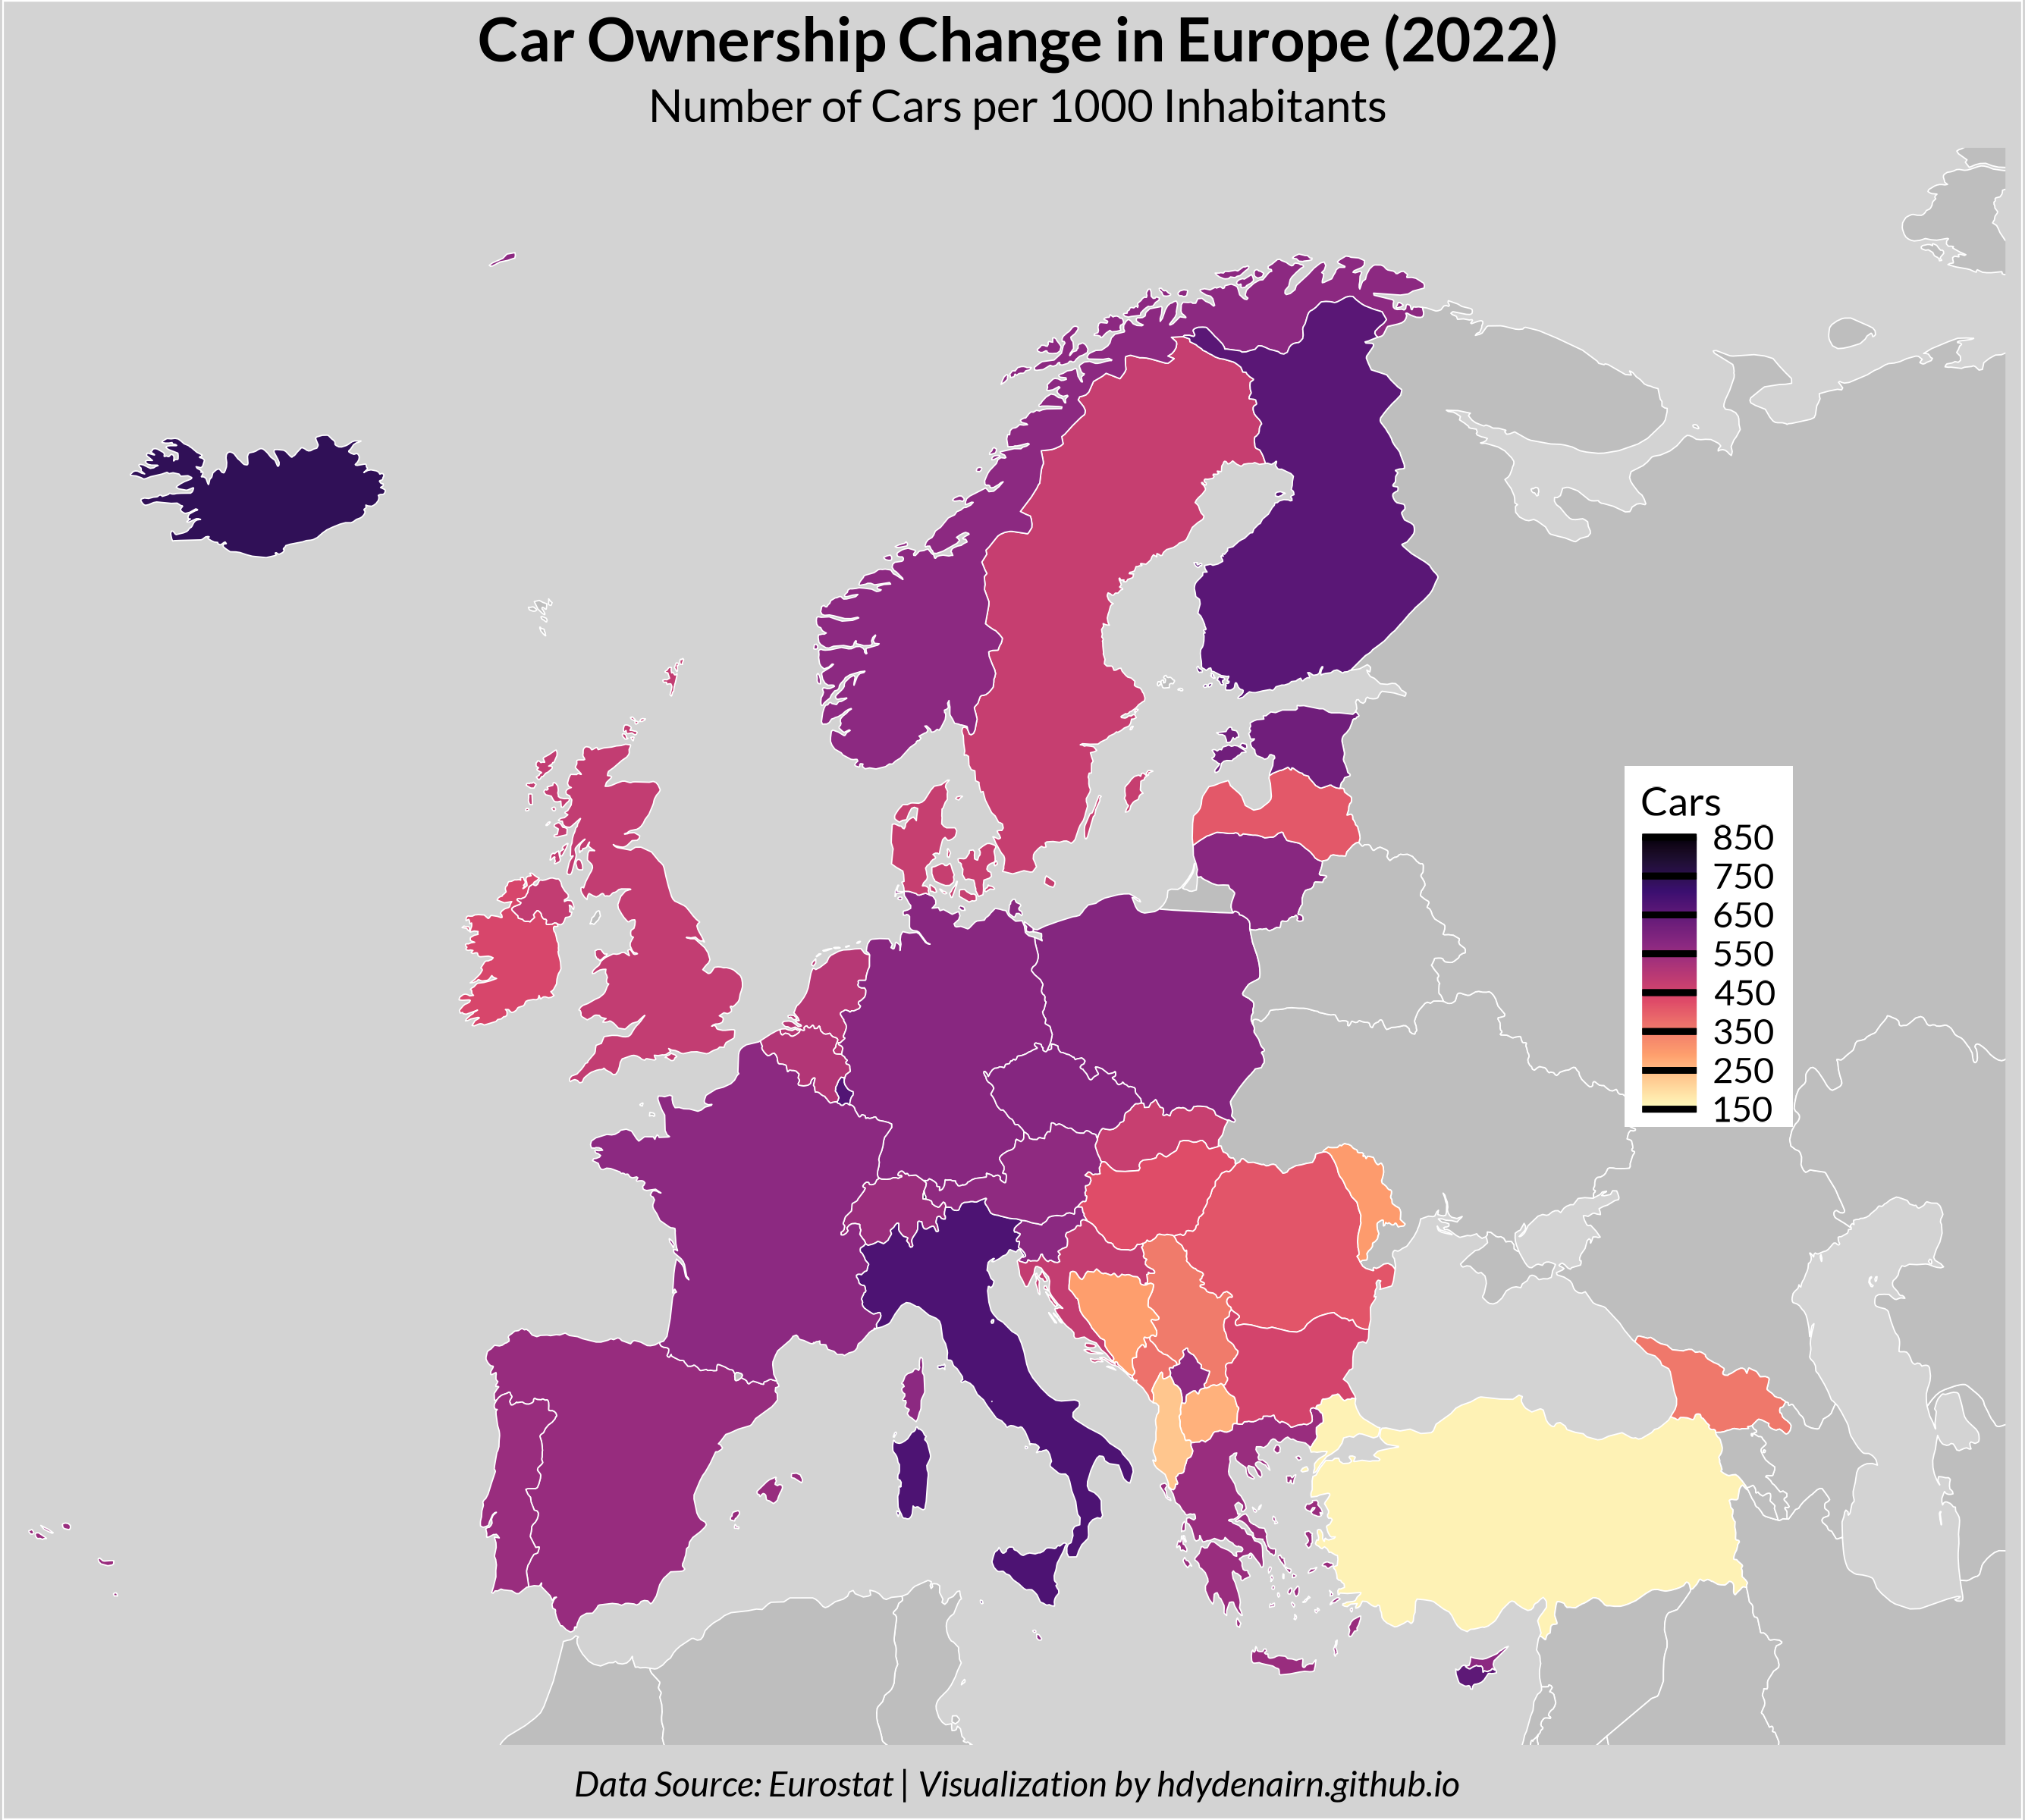 Car Ownership Change in Europe (2022)
Number of Cars per 1000 Inhabitants
Cars
850
750
650
550
450
350
250
150
Data Source: Eurostat | Visualization by hdydenairn.github.io